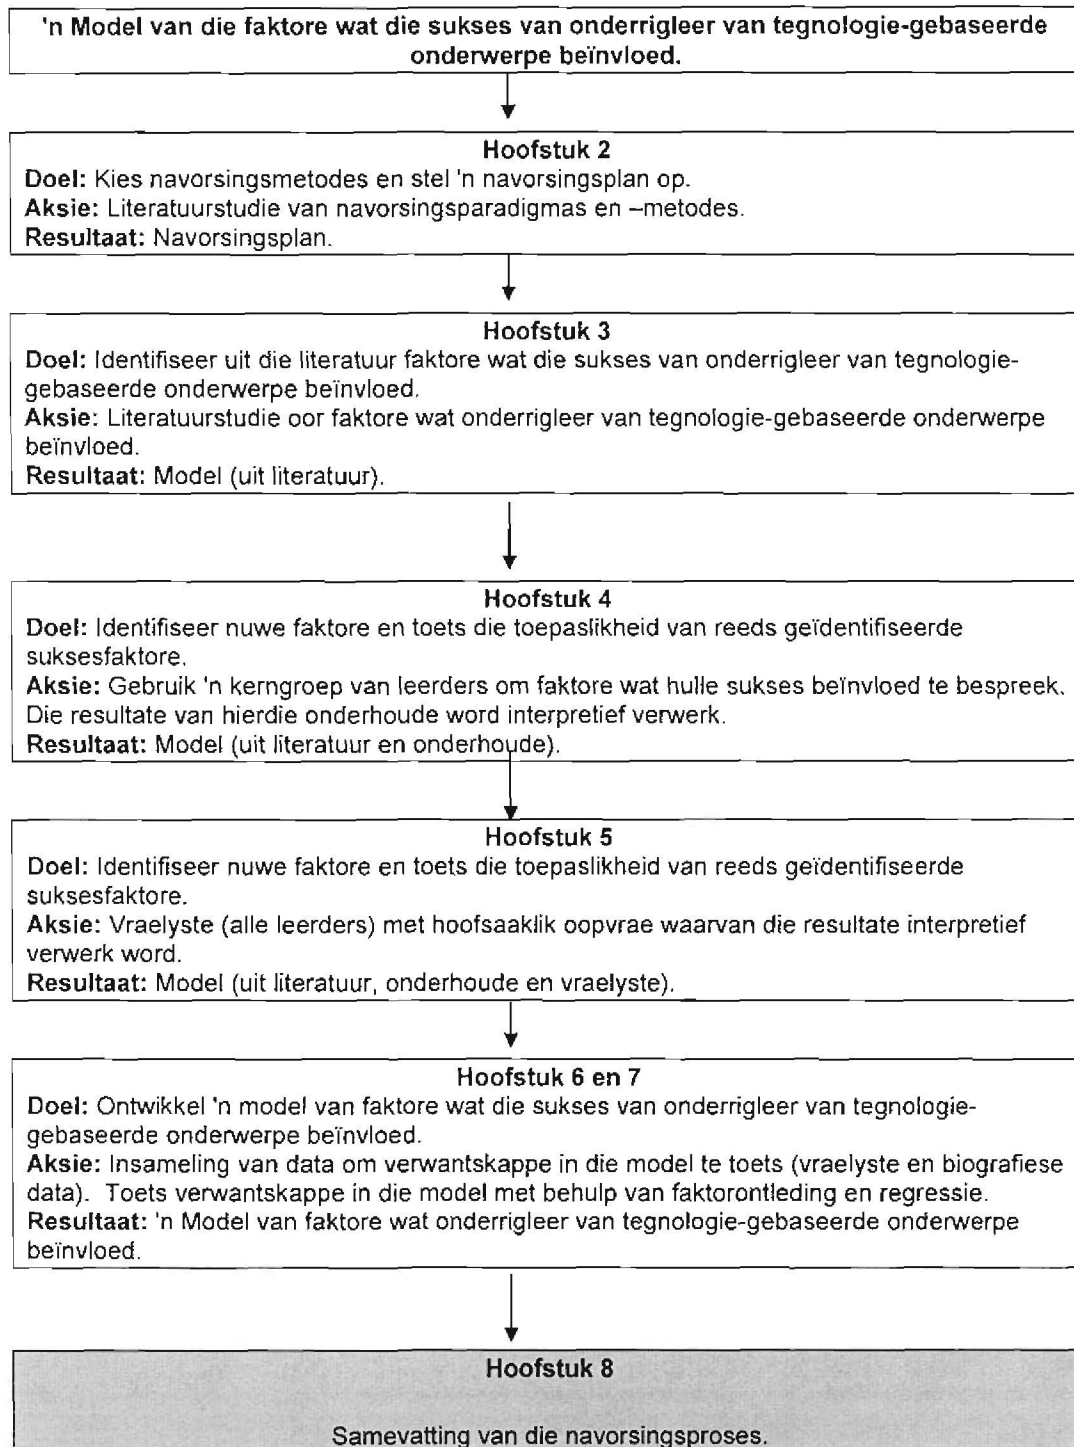 'n Model van die faktore wat die sukses van onderrigleer van tegnologie-gebaseerde
onderwerpe beïnvloed.
Hoofstuk 2
Doel: Kies navorsingsmetodes en stel 'n navorsingsplan op.
Aksie: Literatuurstudie van navorsingsparadigmas en –metodes.
Resultaat: Navorsingsplan.
Hoofstuk 3
Doel: Identifiseer uit die literatuur faktore wat die sukses van onderrigleer van tegnologie-
gebaseerde onderwerpe beïnvloed.
Aksie: Literatuurstudie oor faktore wat onderrigleer van tegnologie-gebaseerde onderwerpe
beïnvloed.
Resultaat: Model (uit literatuur).
Hoofstuk 4
Doel: Identifiseer nuwe faktore en toets die toepaslikheid van reeds geïdentifiseerde
suksesfaktore.
Aksie: Gebruik 'n kerngroep van leerders om faktore wat hulle sukses beïnvloed te bespreek.
Die resultate van hierdie onderhoude word interpretief verwerk.
Resultaat: Model (uit literatuur en onderhoude).
Hoofstuk 5
Doel: Identifiseer nuwe faktore en toets die toepaslikheid van reeds geïdentifiseerde
suksesfaktore.
Aksie: Vraelyste (alle leerders) met hoofsaaklik oopvrae waarvan die resultate interpretief
verwerk word.
Resultaat: Model (uit literatuur, onderhoude en vraelyste).
Hoofstuk 6 en 7
Doel: Ontwikkel 'n model van faktore wat die sukses van onderrigleer van tegnologie-
gebaseerde onderwerpe beïnvloed.
Aksie: Insameling van data om verwantskappe in die model te toets (vraelyste en biografiese
data). Toets verwantskappe in die model met behulp van faktorontleding en regressie.
Resultaat: 'n Model van faktore wat onderrigleer van tegnologie-gebaseerde onderwerpe
beïnvloed.
Hoofstuk 8
Samevatting van die navorsingsproses.